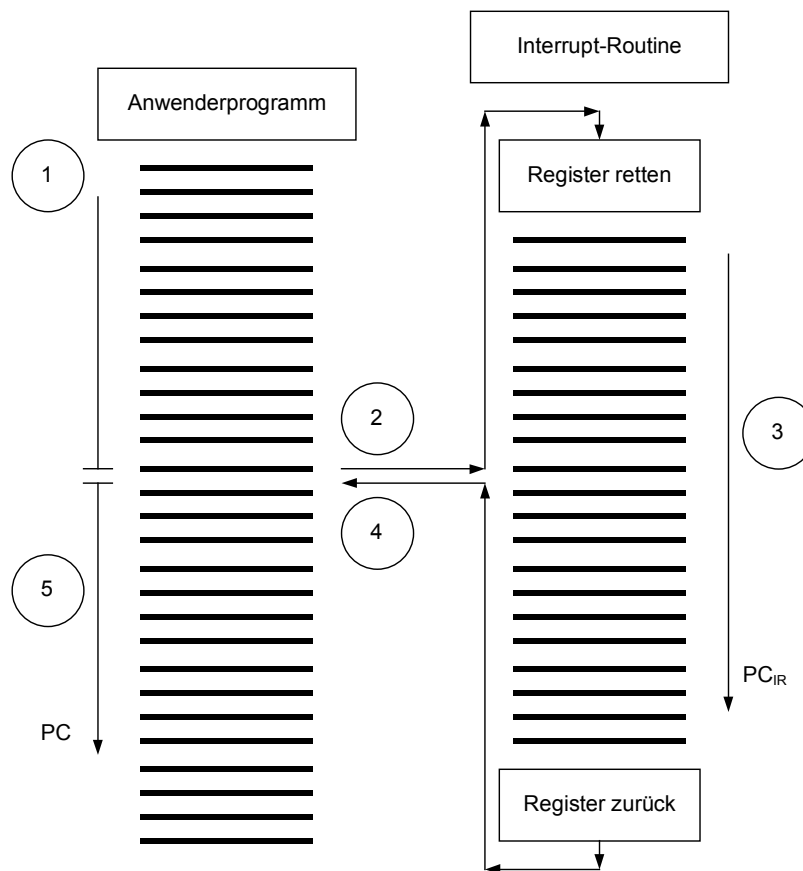 Interrupt-Routine
Anwenderprogramm
1
Register retten
2
3
4
5
PC_IR
PC
Register zurück